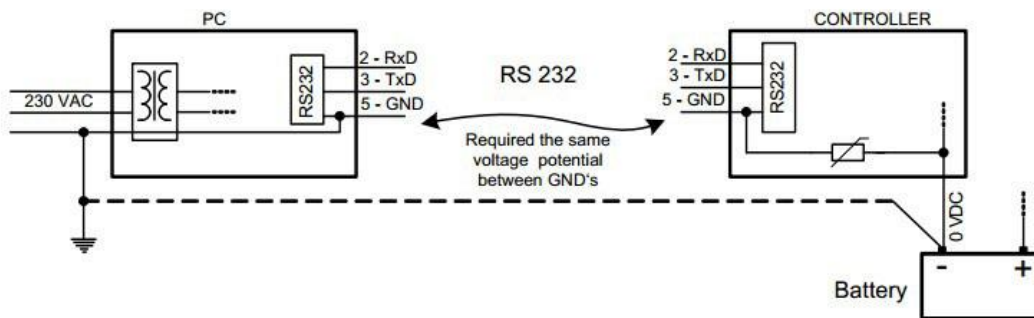 PC
CONTROLLER
230 VAC
RS232
2 - RxD
3 - TxD
5 - GND
RS 232
Required the same
voltage potential
between GND's
2 - RxD
3 - TxD
5 - GND
RS232
0 VDC
- +
Battery